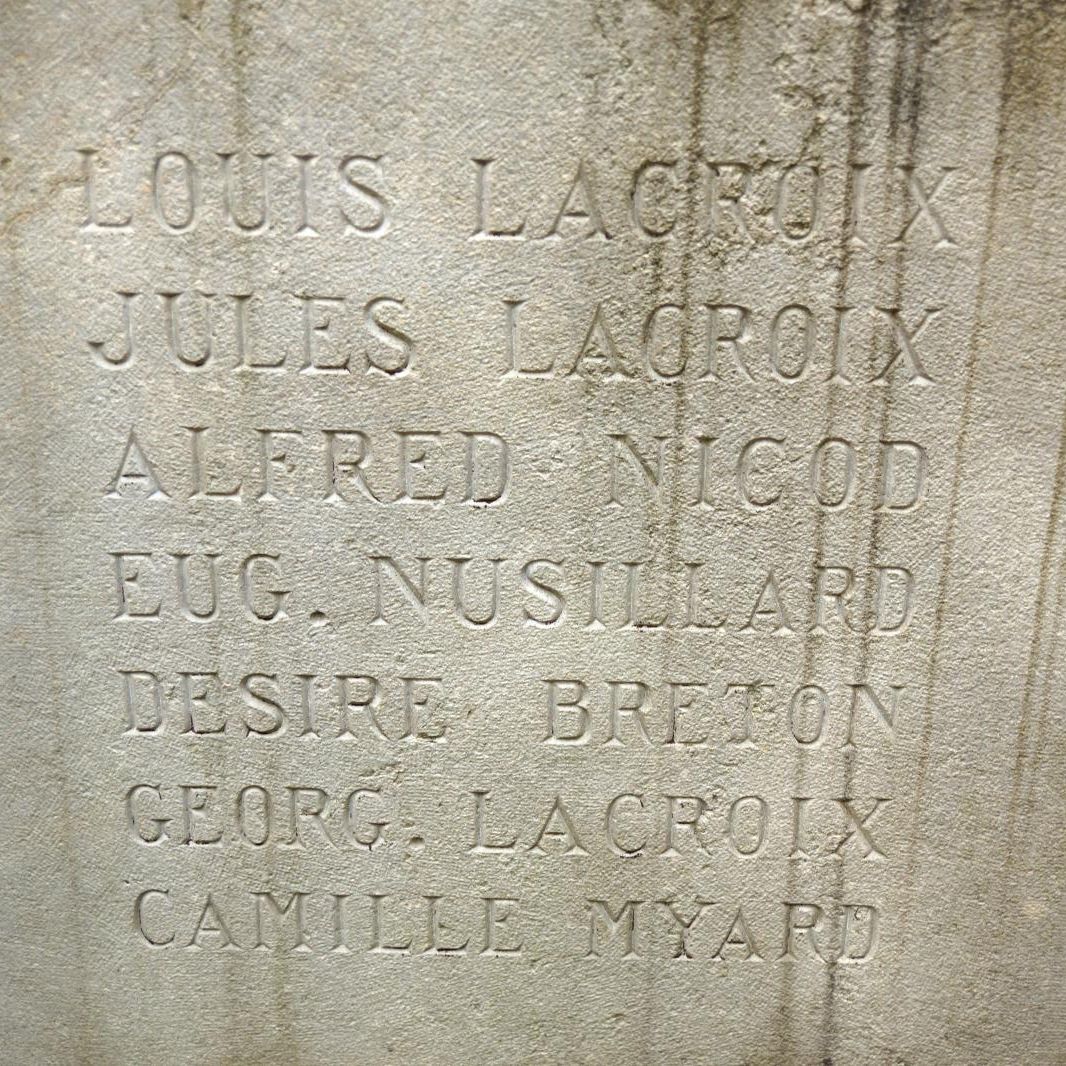 LOUIS LACROIX
JULES LACROIX
ALFRED NICOD
EUG. NUSILLARD
DESIRE BRETON
GEORG. LACROIX
CAMILLE MYARD